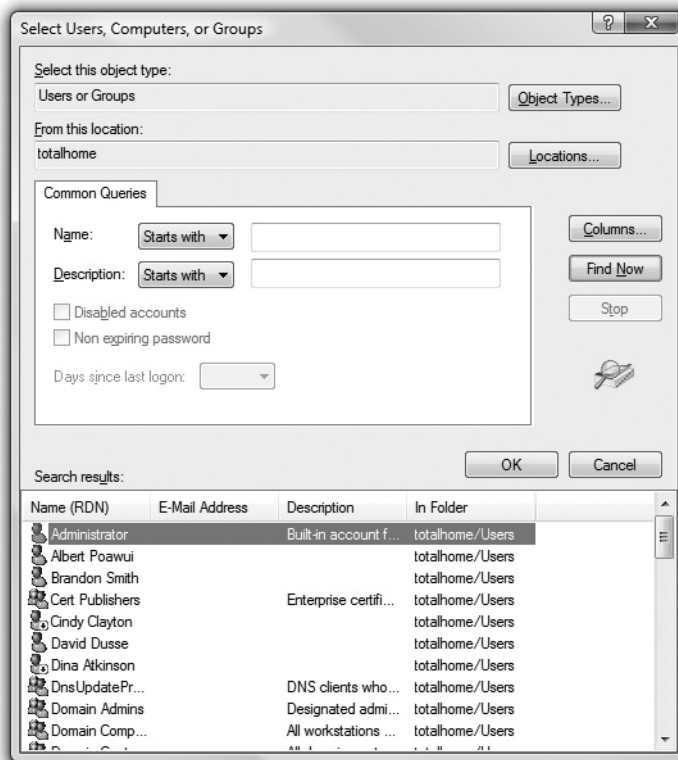 Select Users, Computers, or Groups
? X
Select this object type:
Users or Groups
Object Types...
From this location:
totalhome
Locations...
Common Queries
Name: Starts with
Description: Starts with
Disabled accounts
Non expiring password
Days since last logon:
Columns...
Find Now
Stop
OK Cancel
Search results:
Name (RDN) E-Mail Address Description In Folder
Administrator Built-in account f... totalhome/Users
Albert Poawui totalhome/Users
Brandon Smith totalhome/Users
Cert Publishers Enterprise certifi... totalhome/Users
Cindy Clayton totalhome/Users
David Dusse totalhome/Users
Dina Atkinson totalhome/Users
DnsUpdatePr... DNS clients who... totalhome/Users
Domain Admins Designated admi... totalhome/Users
Domain Comp... All workstations ... totalhome/Users